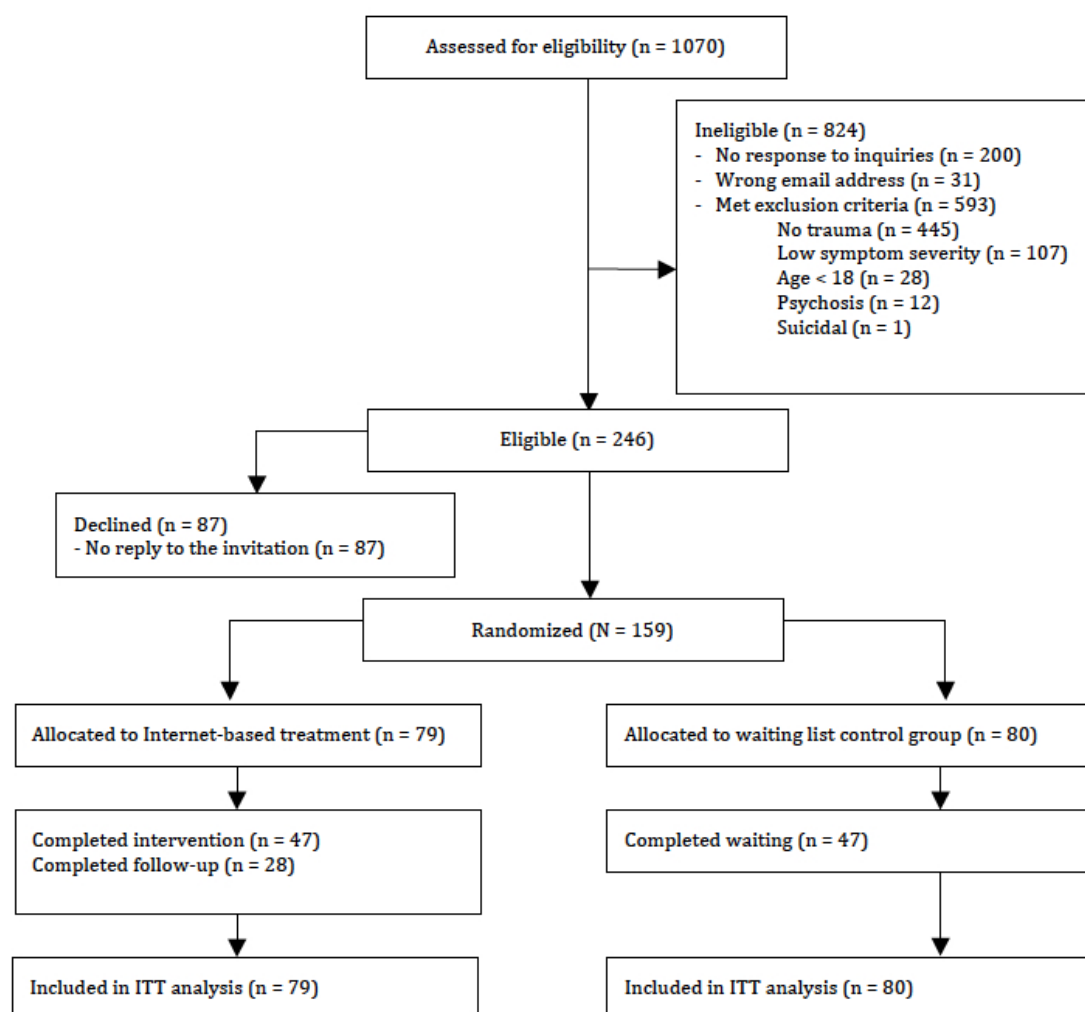 Assessed for eligibility (n = 1070)
Ineligible (n = 824)
- No response to inquiries (n = 200)
- Wrong email address (n = 31)
- Met exclusion criteria (n = 593)
No trauma (n = 445)
Low symptom severity (n = 107)
Age < 18 (n = 28)
Psychosis (n = 12)
Suicidal (n = 1)
Eligible (n = 246)
Declined (n = 87)
- No reply to the invitation (n = 87)
Randomized (N = 159)
Allocated to Internet-based treatment (n = 79)
Allocated to waiting list control group (n = 80)
Completed intervention (n = 47)
Completed follow-up (n = 28)
Completed waiting (n = 47)
Included in ITT analysis (n = 79)
Included in ITT analysis (n = 80)